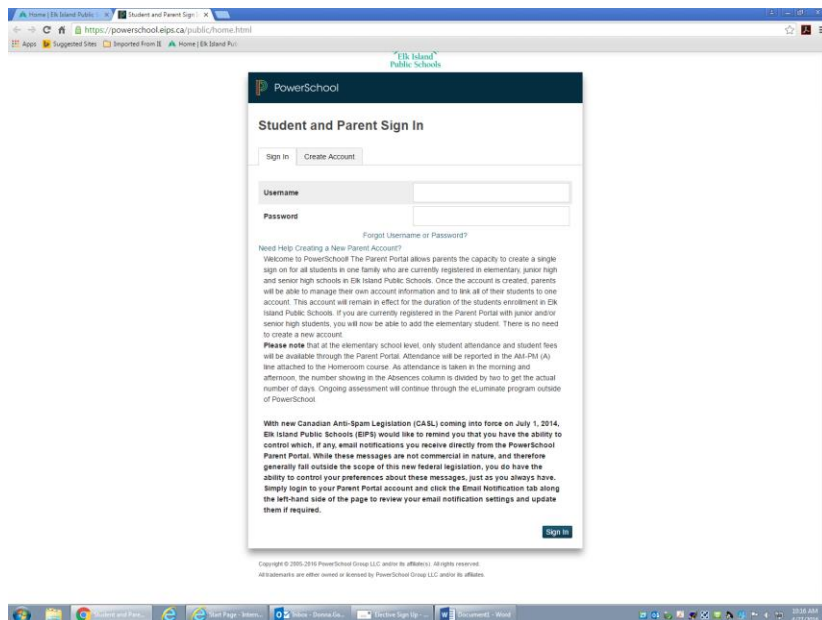 Home | Elk Island Public S
Student and Parent Sign I
https://powerschool.eips.ca/public/home.html
Apps Suggested Sites Imported From IE Home | Elk Island Pub
Elk Island
Public Schools
PowerSchool
Student and Parent Sign In
Sign In Create Account
Username
Password
Forgot Username or Password?
Need Help Creating a New Parent Account?
Welcome to PowerSchool! The Parent Portal allows parents the capacity to create a single
sign on for all students in one family who are currently registered in elementary, junior high
and senior high schools in Elk Island Public Schools. Once the account is created, parents
will be able to manage their own account information and to link all of their students to one
account. This account will remain in effect for the duration of the students enrollment in Elk
Island Public Schools. If you are currently registered in the Parent Portal with junior and/or
senior high students, you will now be able to add the elementary student. There is no need
to create a new account.
Please note that at the elementary school level, only student attendance and student fees
will be available through the Parent Portal. Attendance will be reported in the AM-PM (A)
line attached to the Homeroom course. As attendance is taken in the morning and
afternoon, the number showing in the Absences column is divided by two to get the actual
number of days. Ongoing assessment will continue through the eLuminate program outside
of PowerSchool.
With new Canadian Anti-Spam Legislation (CASL) coming into force on July 1, 2014,
Elk Island Public Schools (EIPS) would like to remind you that you have the ability to
control which, if any, email notifications you receive directly from the PowerSchool
Parent Portal. While these messages are not commercial in nature, and therefore
generally fall outside the scope of this new federal legislation, you do have the
ability to control your preferences about these messages, just as you always have.
Simply login to your Parent Portal account and click the Email Notification tab along
the left-hand side of the page to review your email notification settings and update
them if required.
Sign In
Copyright © 2005-2016 PowerSchool Group LLC and/or its affiliate(s). All rights reserved.
All trademarks are either owned or licensed by PowerSchool Group LLC and/or its affiliates.
Student and Pare... Start Page - Intern... Inbox - Donna Ge... Elective Sign Up - ... Document1 - Word
10:16 AM